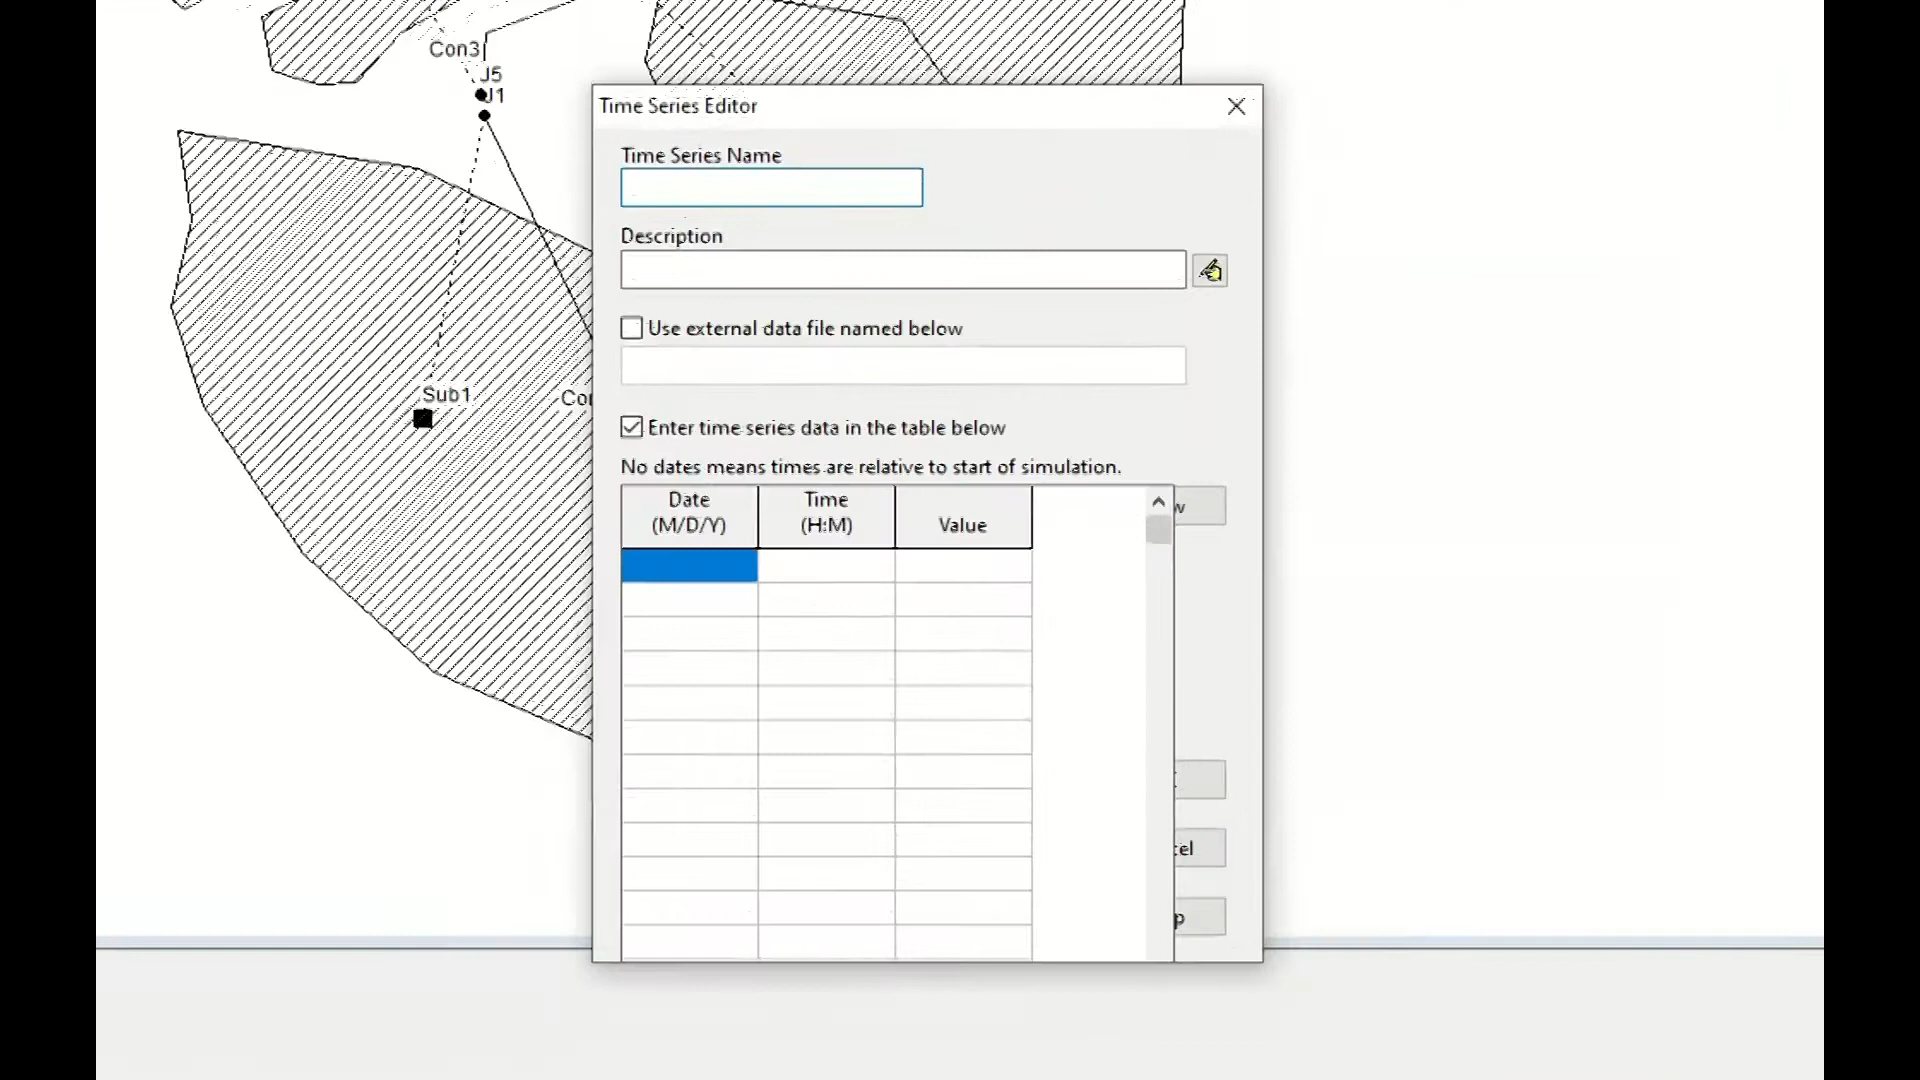 Con3
J5
J1
Time Series Editor
Time Series Name
Description
Use external data file named below
Sub1
Enter time series data in the table below
No dates means times are relative to start of simulation.
Date
(M/D/Y)
Time
(H:M)
Value